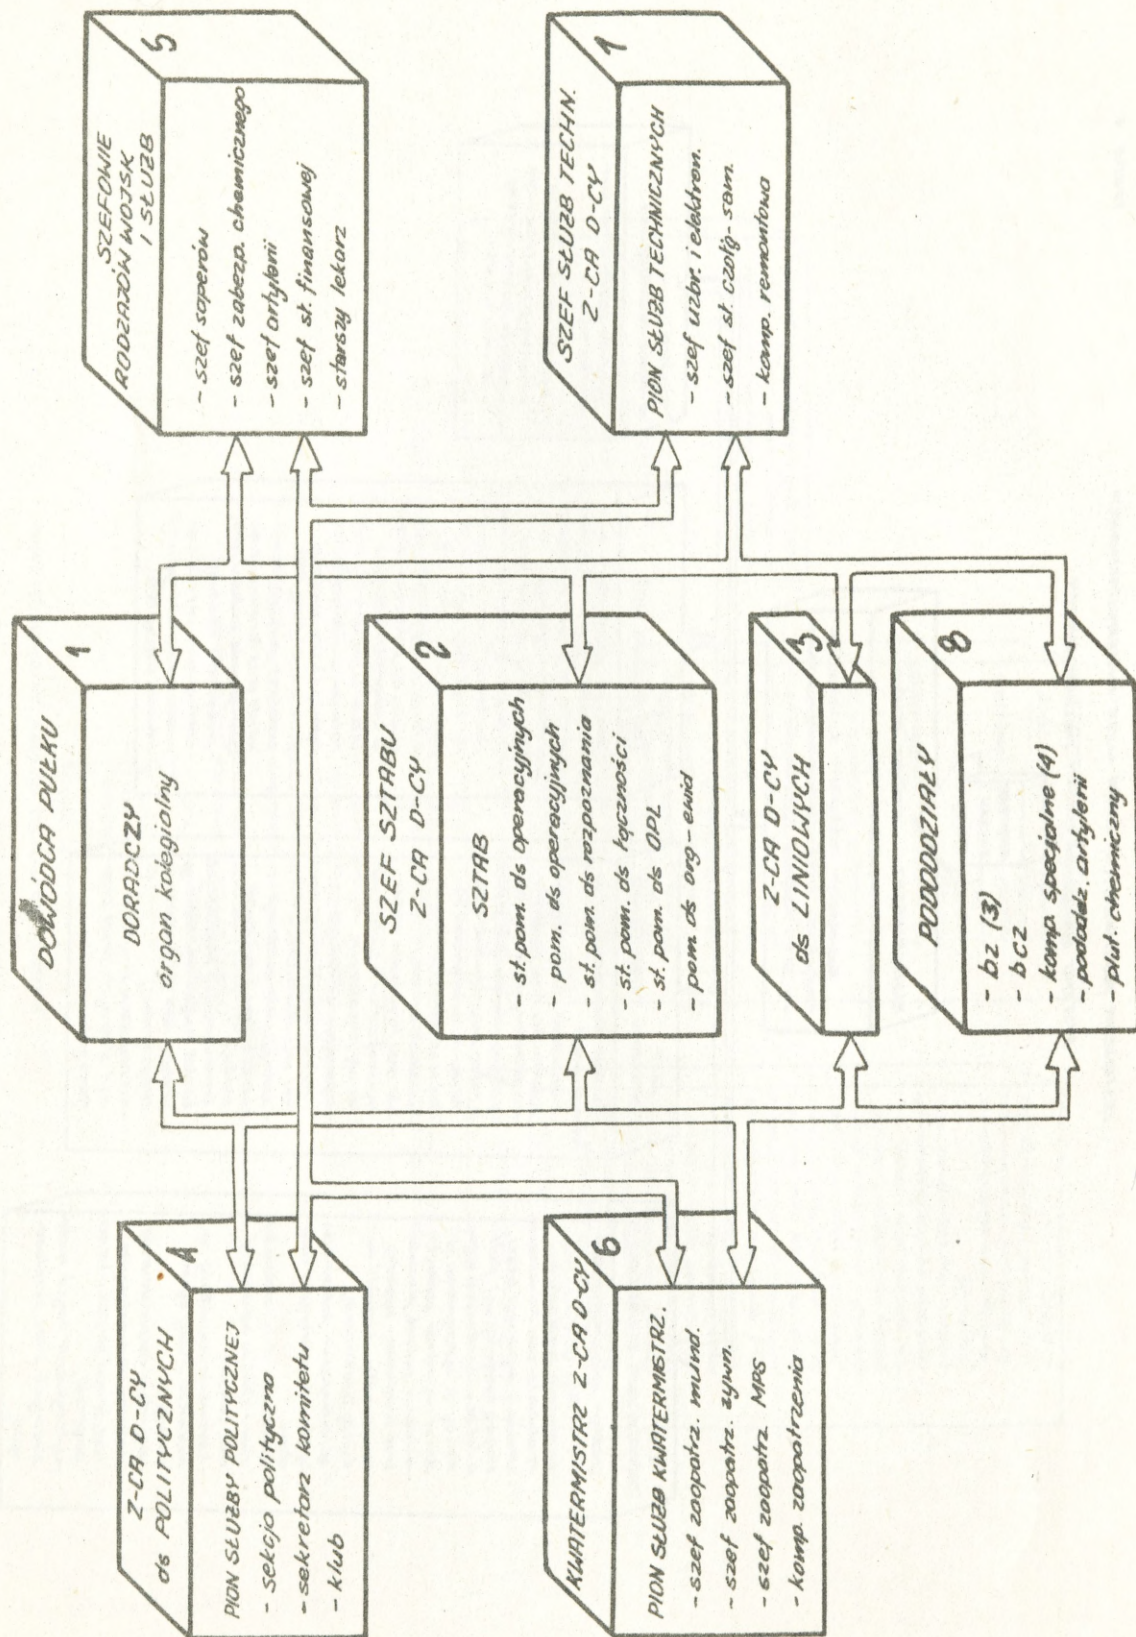 DOWÓDCA PUŁKU
1
DORADCZY
organ kolegialny
Z-CA D-CY
ds POLITYCZNYCH
4
PION SŁUŻBY POLITYCZNEJ
- sekcja polityczna
- sekretarz komitetu
- klub
SZEFOWIE
RODZAJÓW WOJSK
I SŁUŻB
5
- szef saperów
- szef zabezp. chemicznego
- szef artylerii
- szef sł. finansowej
- starszy lekarz
SZEF SZTABU
Z-CA D-CY
2
SZTAB
- st. pom. ds operacyjnych
- pom. ds operacyjnych
- st. pom. ds rozpoznania
- st. pom. ds łączności
- st. pom. ds OPL
- pom. ds org-ewid
KWATERMISTRZ Z-CA D-CY
6
PION SŁUŻB KWATERMISTRZ.
- szef zaopatrz. mund.
- szef zaopatrz. żywn.
- szef zaopatrz. MPS
- komp. zaopatrzenia
SZEF SŁUŻB TECHN.
Z-CA D-CY
7
PION SŁUŻB TECHNICZNYCH
- szef uzbr. i elektron.
- szef sł. czołg-sam.
- komp. remontowa
Z-CA D-CY
ds LINIOWYCH
3
PODODDZIAŁY
8
- bz (3)
- bcz
- komp. specjalne (4)
- pododdz. artylerii
- plut. chemiczny